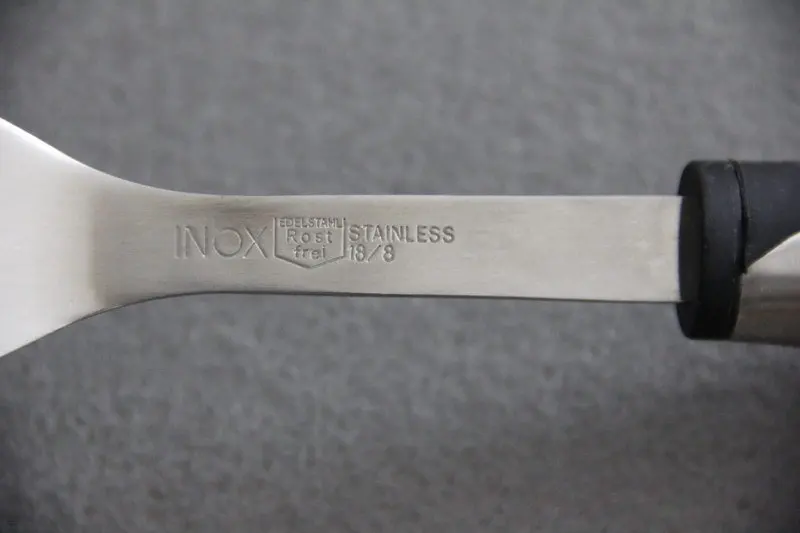 INOX
EDELSTAHL
Rost
frei
STAINLESS
18/8